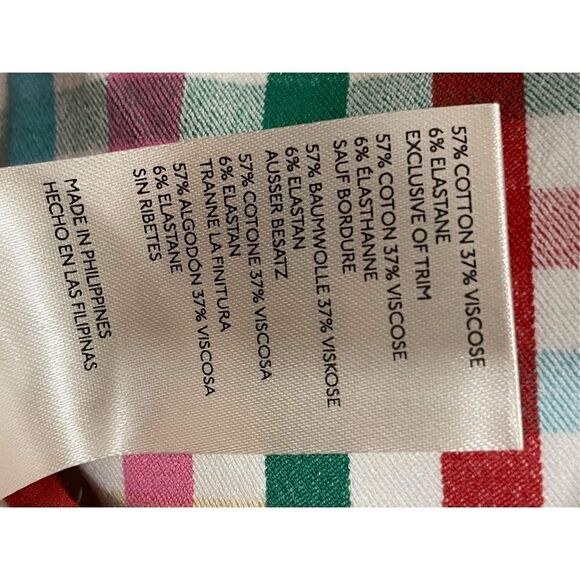 57% COTTON 37% VISCOSE
6% ELASTANE
EXCLUSIVE OF TRIM
57% COTON 37% VISCOSE
6% ÉLASTHANNE
SAUF BORDURE
57% BAUMWOLLE 37% VISKOSE
6% ELASTAN
AUSSER BESATZ
57% COTONE 37% VISCOSA
6% ELASTAN
TRANNE LA FINITURA
57% ALGODÓN 37% VISCOSA
6% ELASTANE
SIN RIBETES
MADE IN PHILIPPINES
HECHO EN LAS FILIPINAS